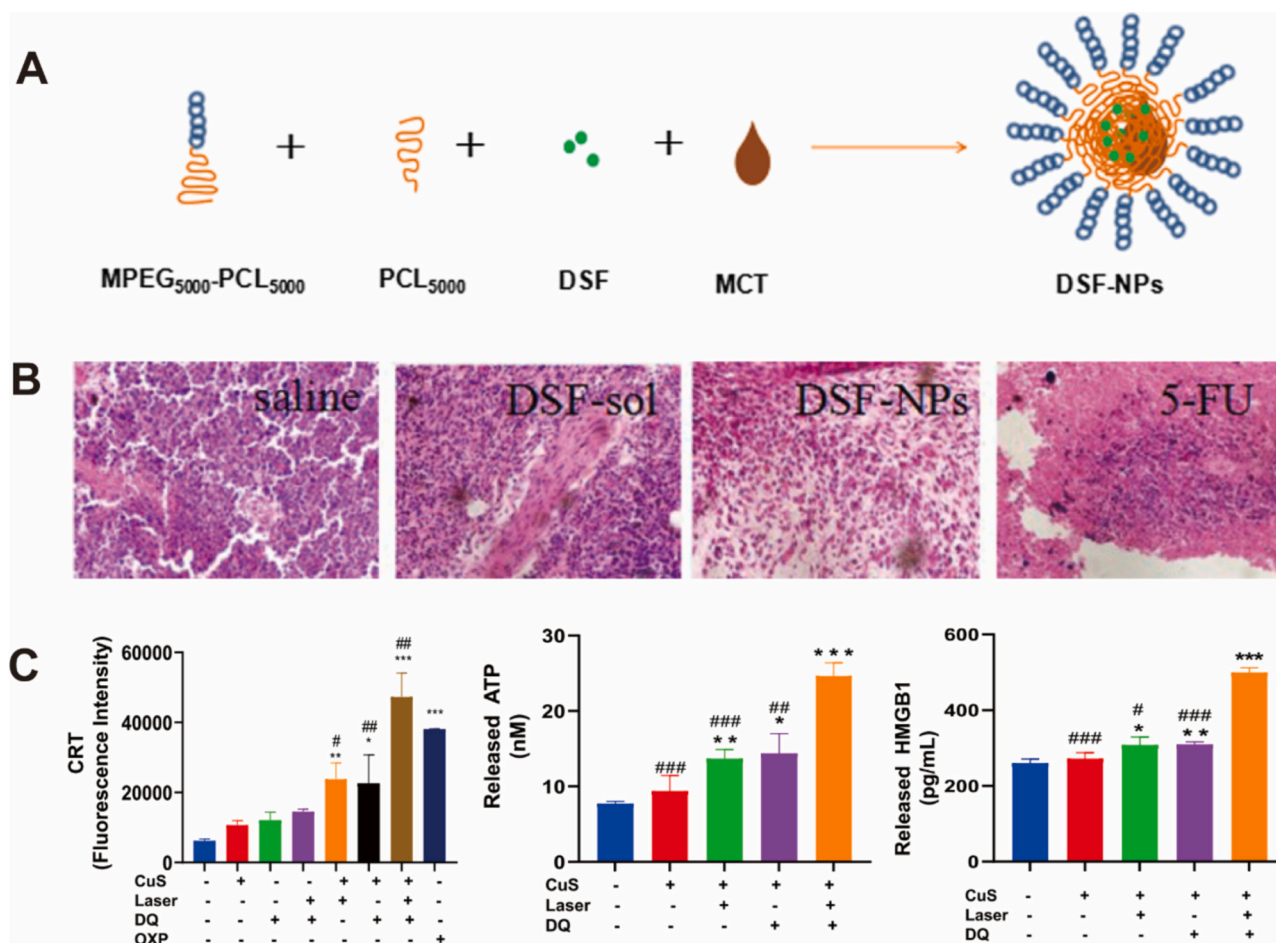 A
+ + +
MPEG5000-PCL5000 PCL5000 DSF MCT DSF-NPs
B
saline DSF-sol DSF-NPs 5-FU
C
CRT
(Fluorescence Intensity)
60000
40000
20000
0
#
**
##
*
##
***
***
CuS - + - - + + + -
Laser - - - + + - + -
DQ - - + + - + + -
OXP - - - - - - - +
Released ATP
(nM)
30
20
10
0
###
###
* *
##
*
* * *
CuS - + + + +
Laser - - + - +
DQ - - - + +
Released HMGB1
(pg/mL)
600
400
200
0
###
#
*
###
* *
***
CuS - + + + +
Laser - - + - +
DQ - - - + +